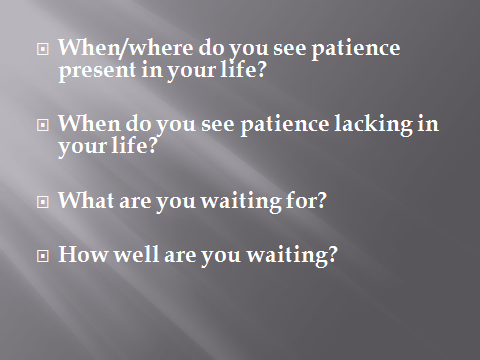 When/where do you see patience
present in your life?
When do you see patience lacking in
your life?
What are you waiting for?
How well are you waiting?